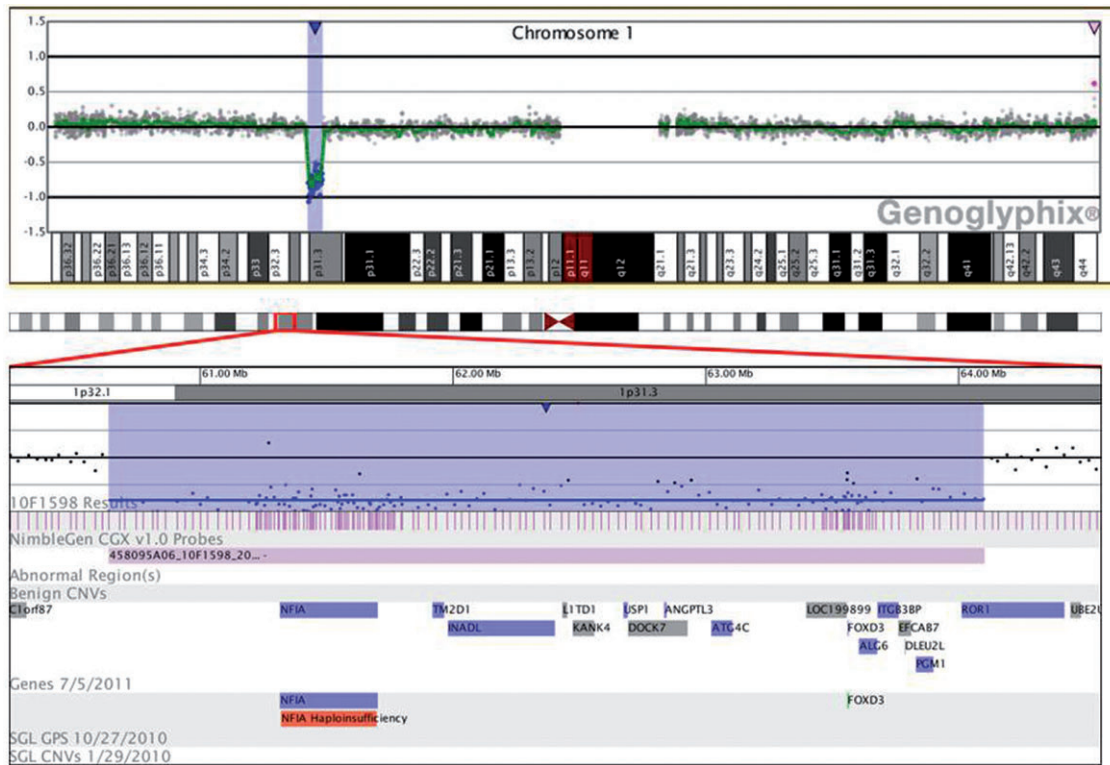 Chromosome 1
1.5
1.0
0.5
0.0
-0.5
-1.0
-1.5
Genoglyphix®
p36.32 p36.22 p36.21 p36.13 p36.12 p36.11 p34.3 p34.2 p33 p32.3 p31.3 p31.1 p22.3 p22.2 p21.3 p21.1 p13.3 p13.2 p12 p11.1 q11 q12 q21.1 q21.3 q23.3 q24.2 q25.1 q25.2 q25.3 q31.1 q31.2 q31.3 q32.1 q32.2 q41 q42.13 q42.2 q43 q44
61.00 Mb 62.00 Mb 63.00 Mb 64.00 Mb
1p32.1 1p31.3
10F1598 Results
NimbleGen CGX v1.0 Probes
458095A06_10F1598_20... -
Abnormal Region(s)
Benign CNVs
C1orf87 NFIA TM2D1 L1TD1 USP1 ANGPTL3 LOC199899 ITGB3BP ROR1 UBE2U
INADL KANK4 DOCK7 ATG4C FOXD3 EFCAB7
ALG6 DLEU2L
PGM1
Genes 7/5/2011
NFIA FOXD3
NFIA Haploinsufficiency
SGL GPS 10/27/2010
SGL CNVs 1/29/2010